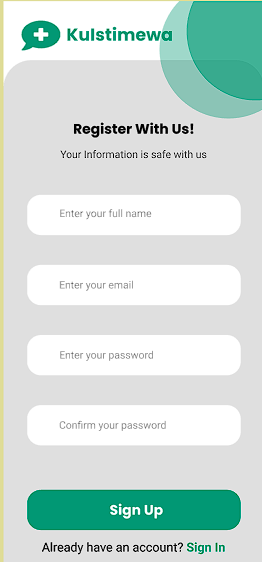 KuIstimewa
Register With Us!
Your Information is safe with us
Enter your full name
Enter your email
Enter your password
Confirm your password
Sign Up
Already have an account? Sign In